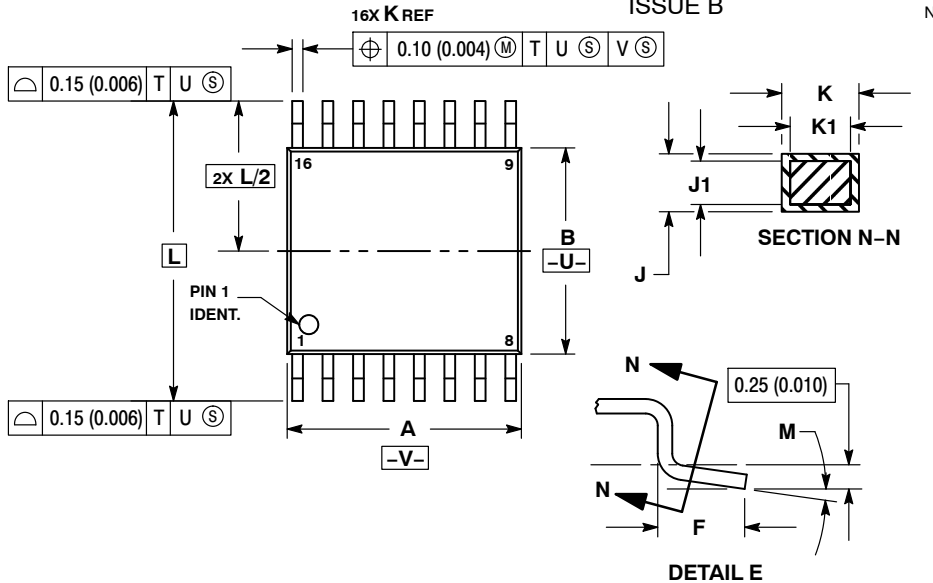 ISSUE B
N
16X K REF
⌖ 0.10 (0.004) Ⓜ T U Ⓢ V Ⓢ
⌓ 0.15 (0.006) T U Ⓢ
K
K1
16
9
2X L/2
J1
B
-U-
SECTION N-N
L
J
PIN 1
IDENT.
1
8
N
0.25 (0.010)
⌓ 0.15 (0.006) T U Ⓢ
A
-V-
M
N
F
DETAIL E